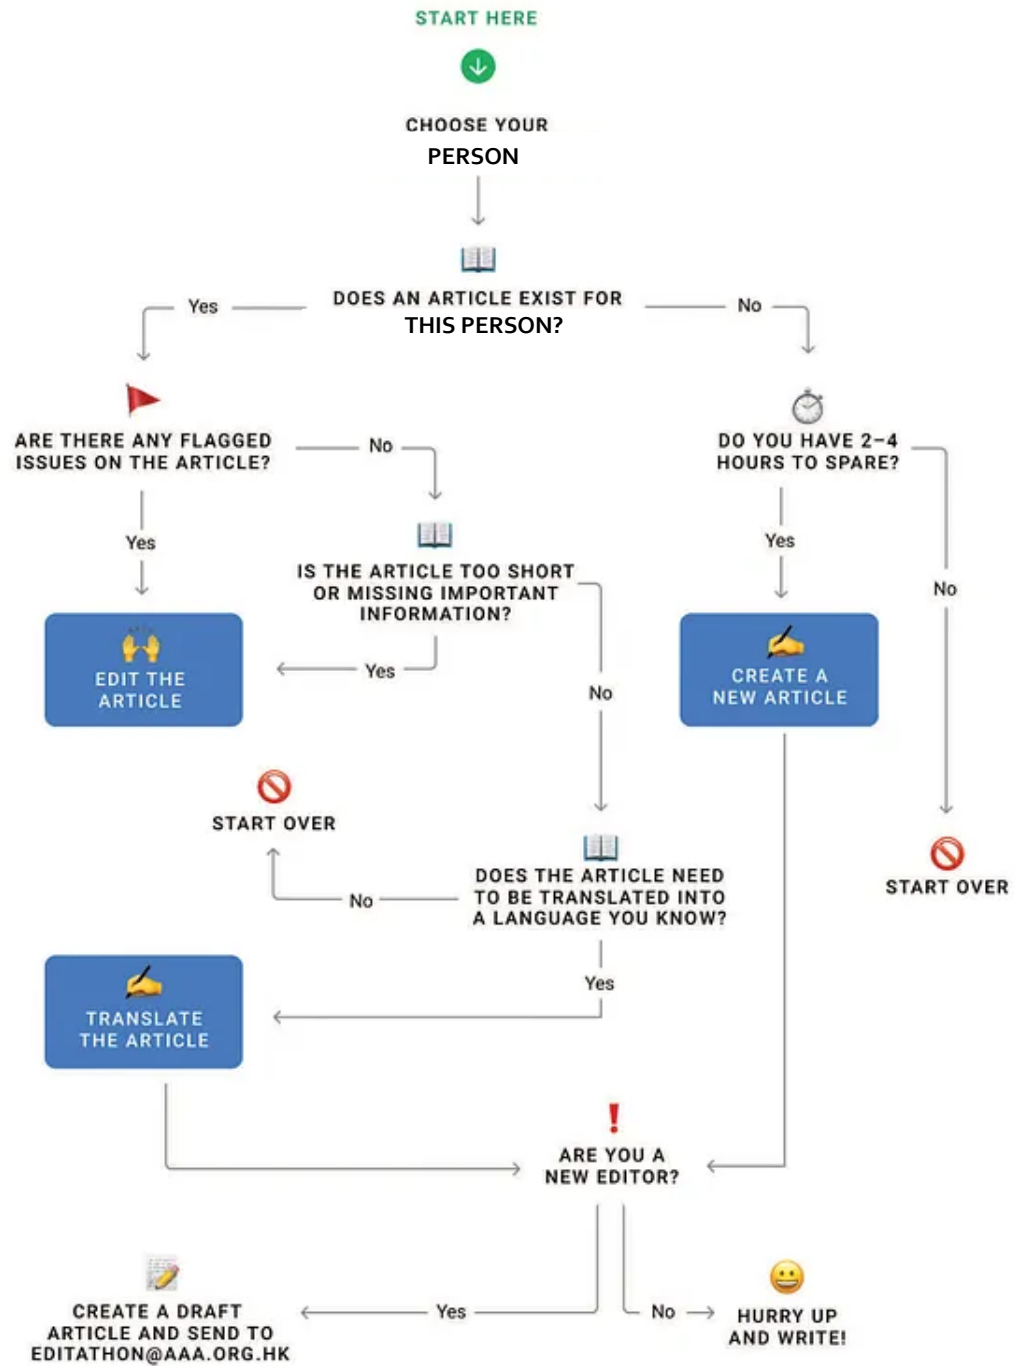 START HERE
CHOOSE YOUR
PERSON
DOES AN ARTICLE EXIST FOR
THIS PERSON?
Yes
No
ARE THERE ANY FLAGGED
ISSUES ON THE ARTICLE?
No
DO YOU HAVE 2–4
HOURS TO SPARE?
Yes
IS THE ARTICLE TOO SHORT
OR MISSING IMPORTANT
INFORMATION?
Yes
No
EDIT THE
ARTICLE
Yes
No
CREATE A
NEW ARTICLE
START OVER
DOES THE ARTICLE NEED
TO BE TRANSLATED INTO
A LANGUAGE YOU KNOW?
START OVER
No
Yes
TRANSLATE
THE ARTICLE
ARE YOU A
NEW EDITOR?
Yes
No
CREATE A DRAFT
ARTICLE AND SEND TO
EDITATHON@AAA.ORG.HK
HURRY UP
AND WRITE!